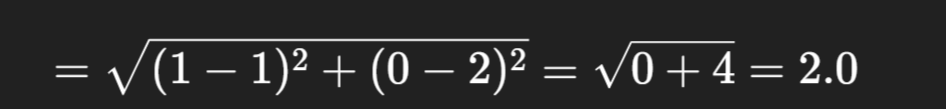 = √(1 − 1)² + (0 − 2)² = √0 + 4 = 2.0